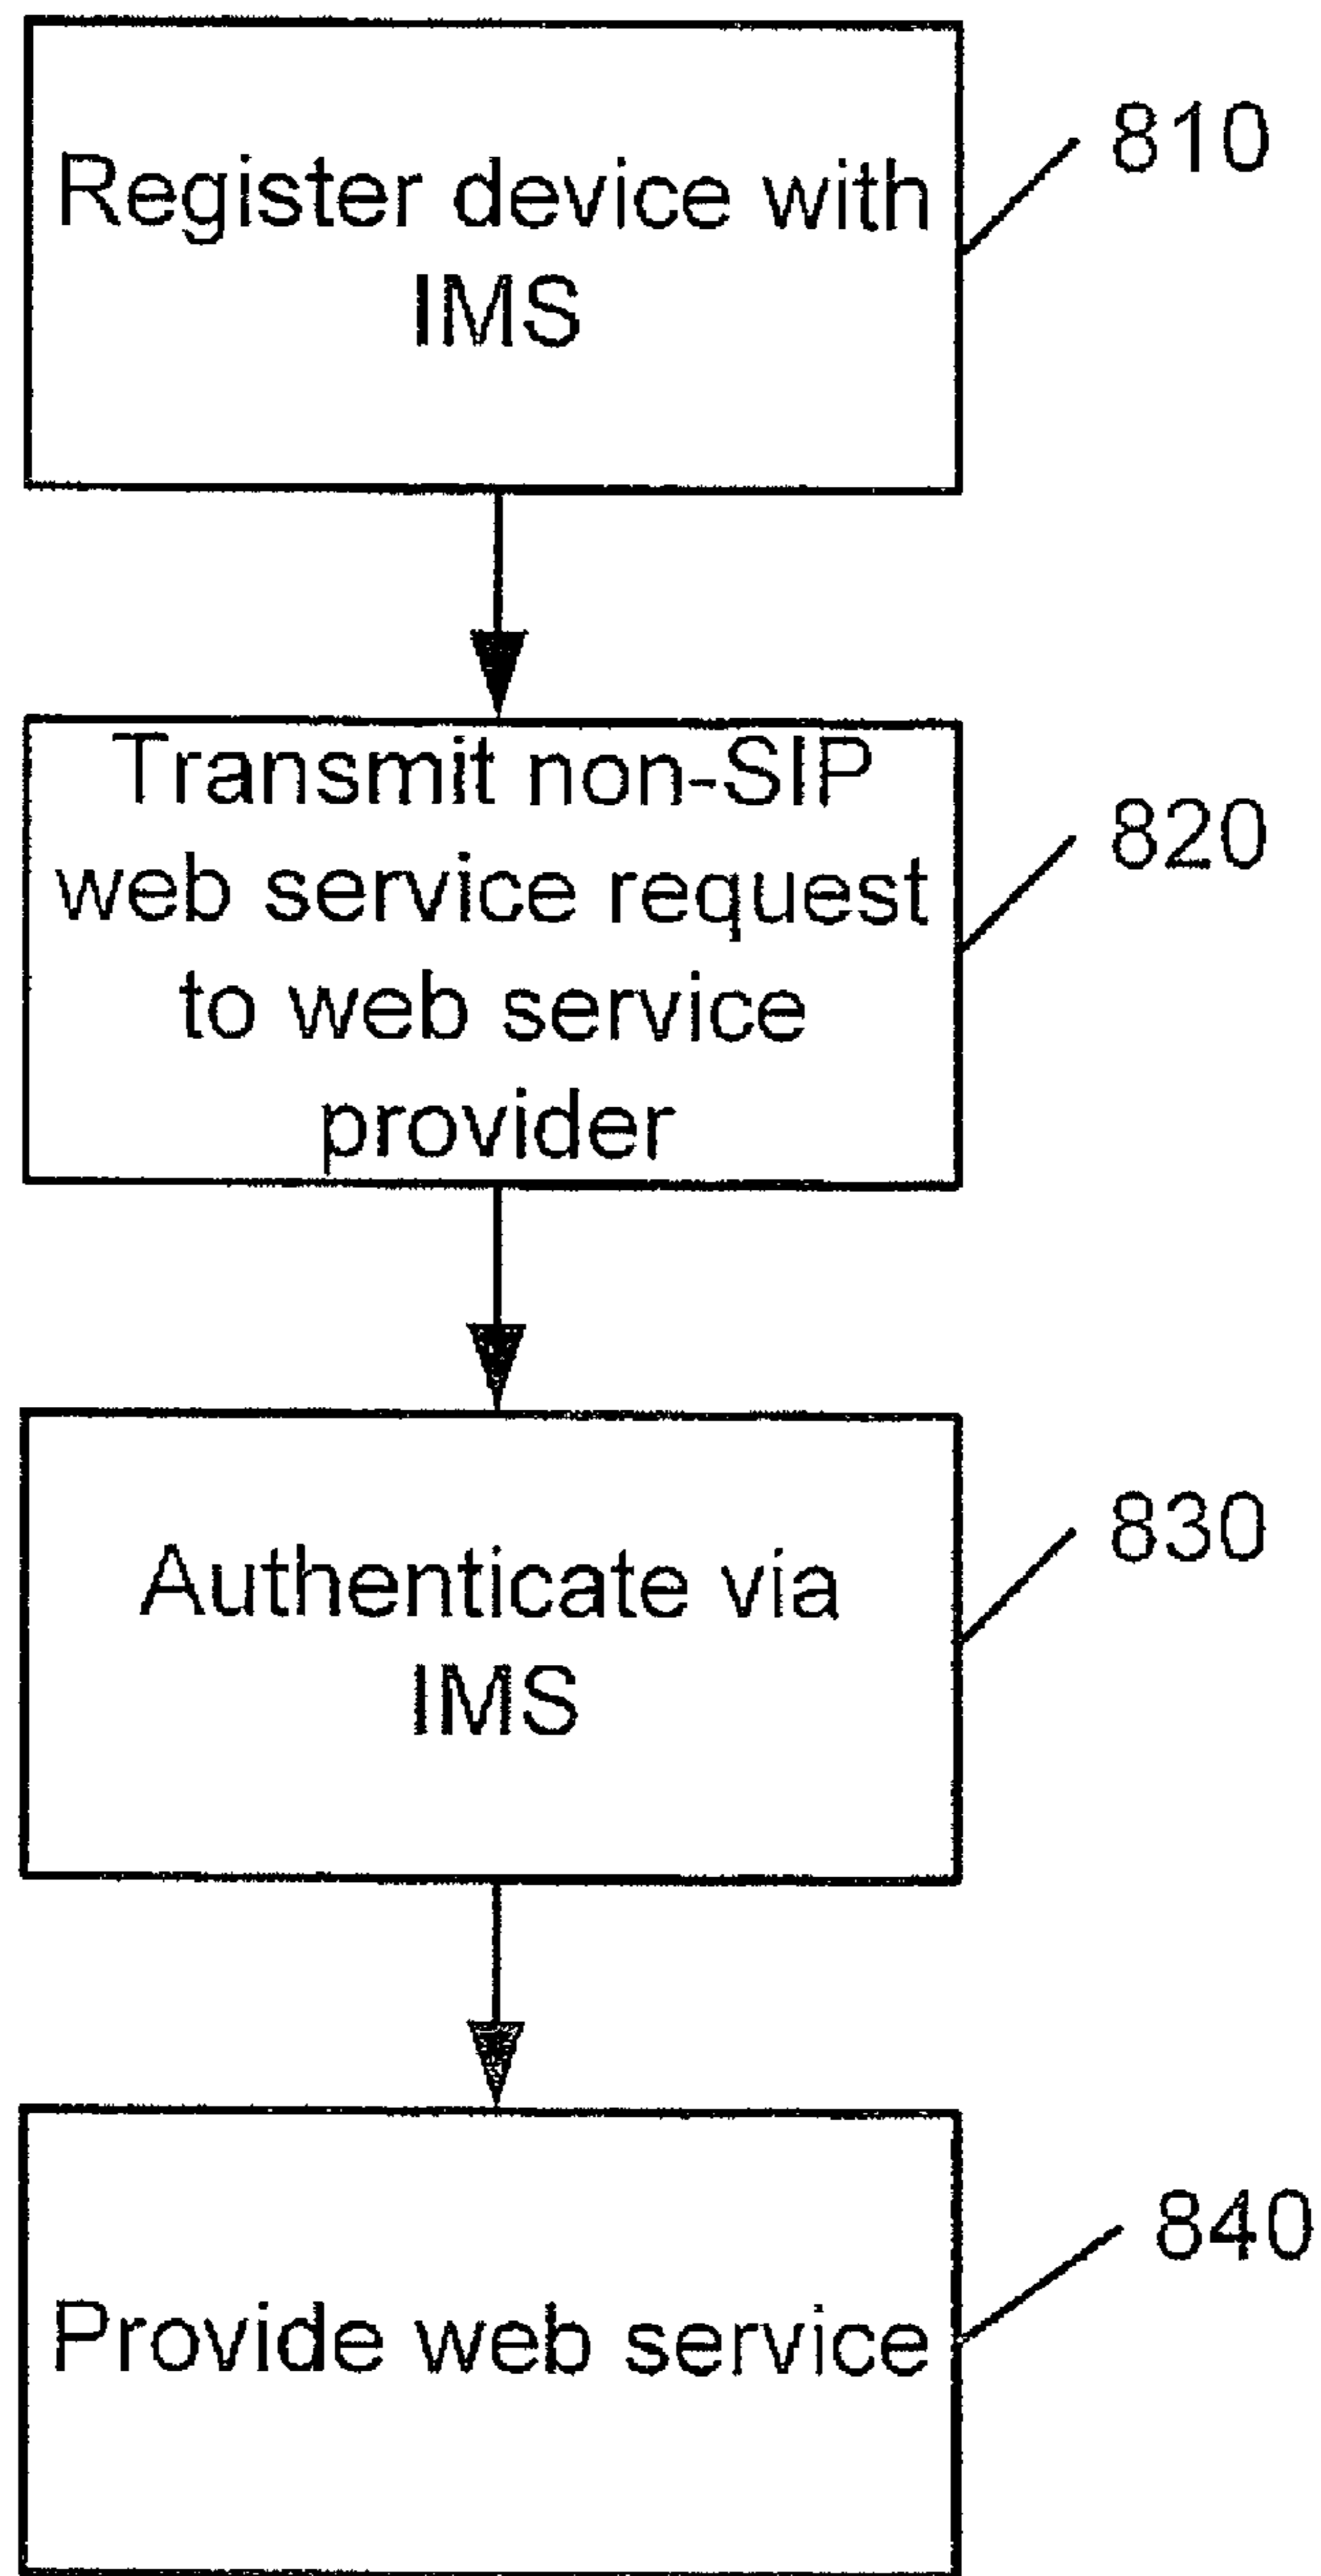 Register device with
IMS
810
Transmit non-SIP
web service request
to web service
provider
820
Authenticate via
IMS
830
Provide web service
840